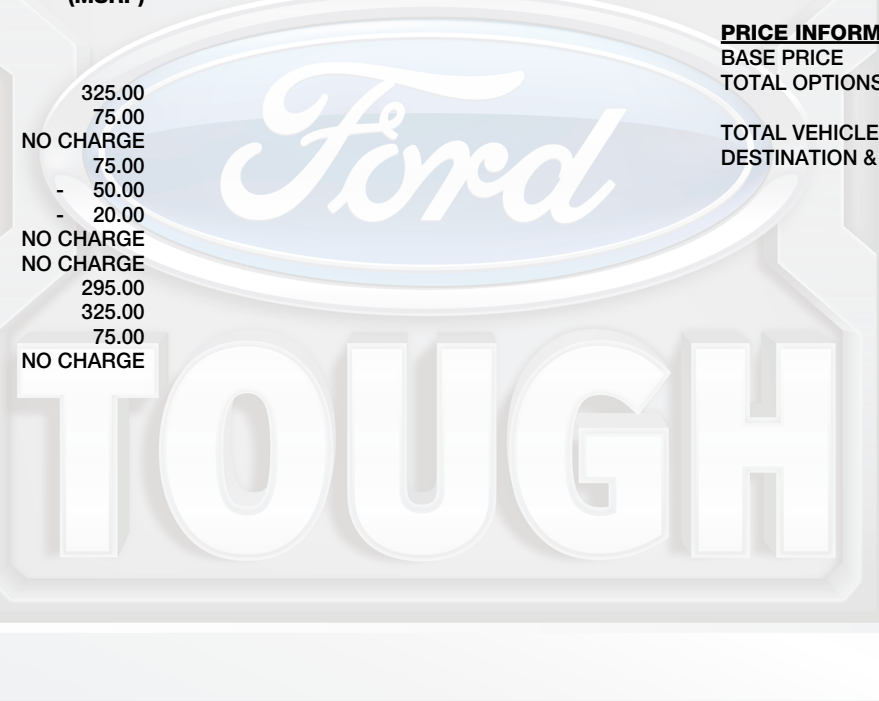 (MSRP)
325.00
75.00
NO CHARGE
75.00
- 50.00
- 20.00
NO CHARGE
NO CHARGE
295.00
325.00
75.00
NO CHARGE
PRICE INFORM
BASE PRICE
TOTAL OPTIONS
TOTAL VEHICLE
DESTINATION &
Ford
TOUGH